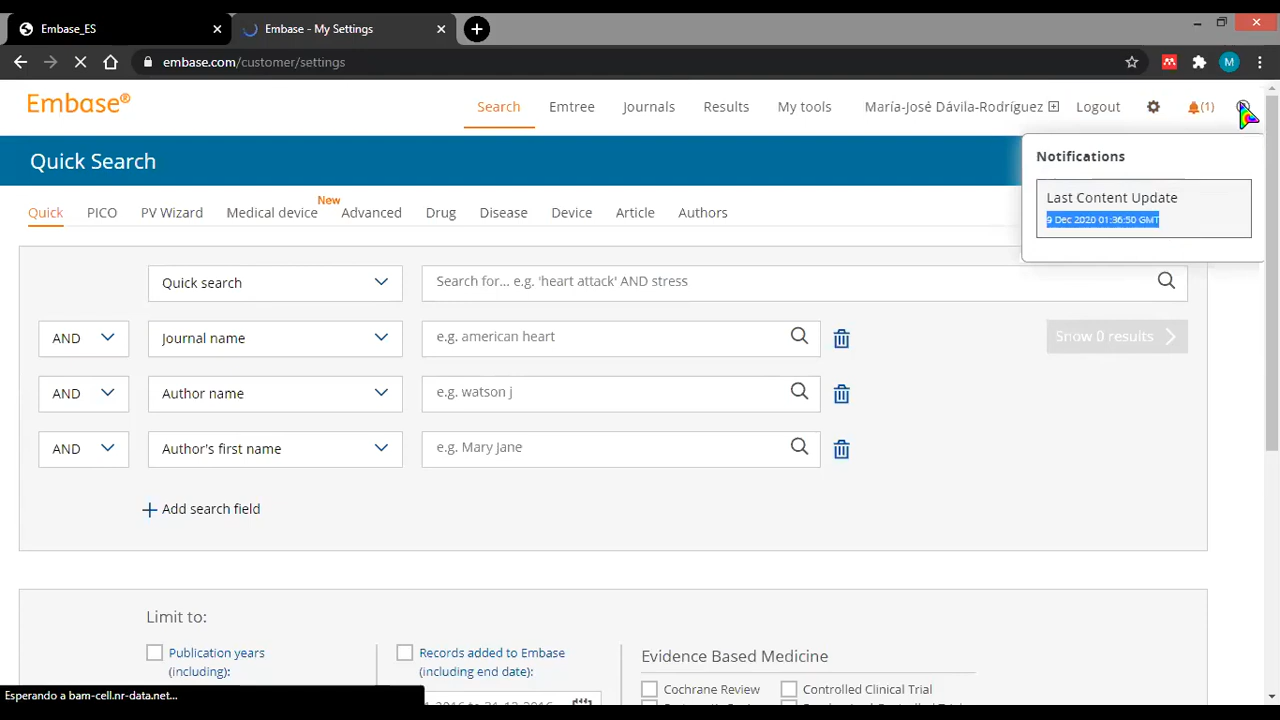 Embase_ES
Embase - My Settings
embase.com/customer/settings
M
Embase®
Search
Emtree
Journals
Results
My tools
María-José Dávila-Rodríguez
Logout
(1)
Quick Search
Notifications
Last Content Update
9 Dec 2020 01:36:50 GMT
New
Quick
PICO
PV Wizard
Medical device
Advanced
Drug
Disease
Device
Article
Authors
Quick search
Search for... e.g. 'heart attack' AND stress
AND
Journal name
e.g. american heart
Show 0 results
AND
Author name
e.g. watson j
AND
Author's first name
e.g. Mary Jane
Add search field
Limit to:
Publication years
(including):
Records added to Embase
(including end date):
Evidence Based Medicine
Cochrane Review
Controlled Clinical Trial
Esperando a bam-cell.nr-data.net...